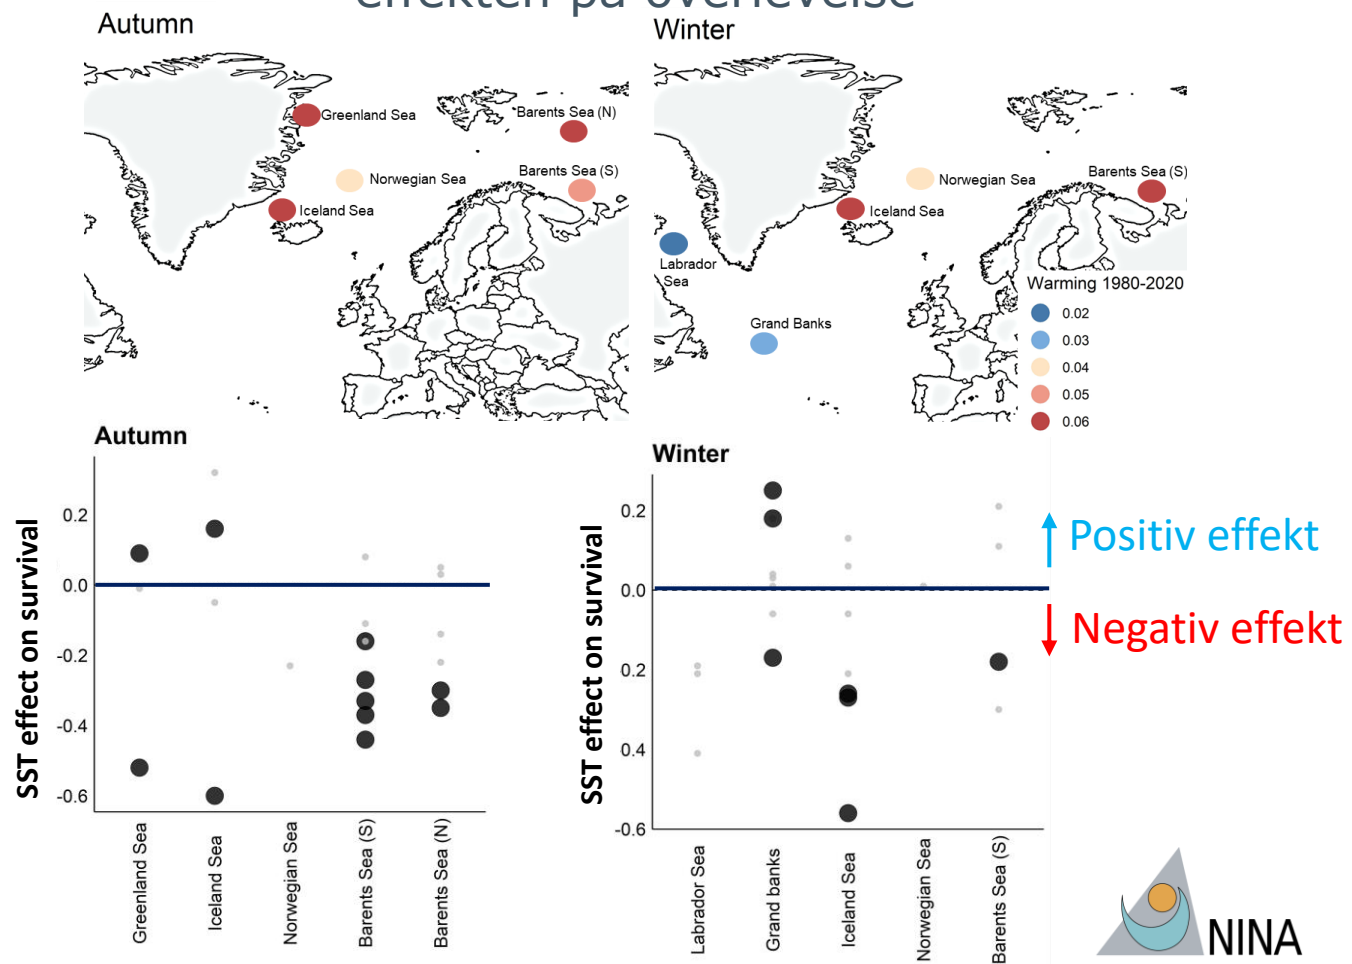 effekten på overlevelse
Autumn
Winter
Greenland Sea
Barents Sea (N)
Norwegian Sea
Barents Sea (S)
Iceland Sea
Norwegian Sea
Barents Sea (S)
Iceland Sea
Labrador
Sea
Grand Banks
Warming 1980-2020
0.02
0.03
0.04
0.05
0.06
Autumn
SST effect on survival
0.2
0.0
-0.2
-0.4
-0.6
Greenland Sea
Iceland Sea
Norwegian Sea
Barents Sea (S)
Barents Sea (N)
Winter
SST effect on survival
0.2
0.0
0.2
0.4
-0.6
Labrador Sea
Grand banks
Iceland Sea
Norwegian Sea
Barents Sea (S)
Positiv effekt
Negativ effekt
NINA